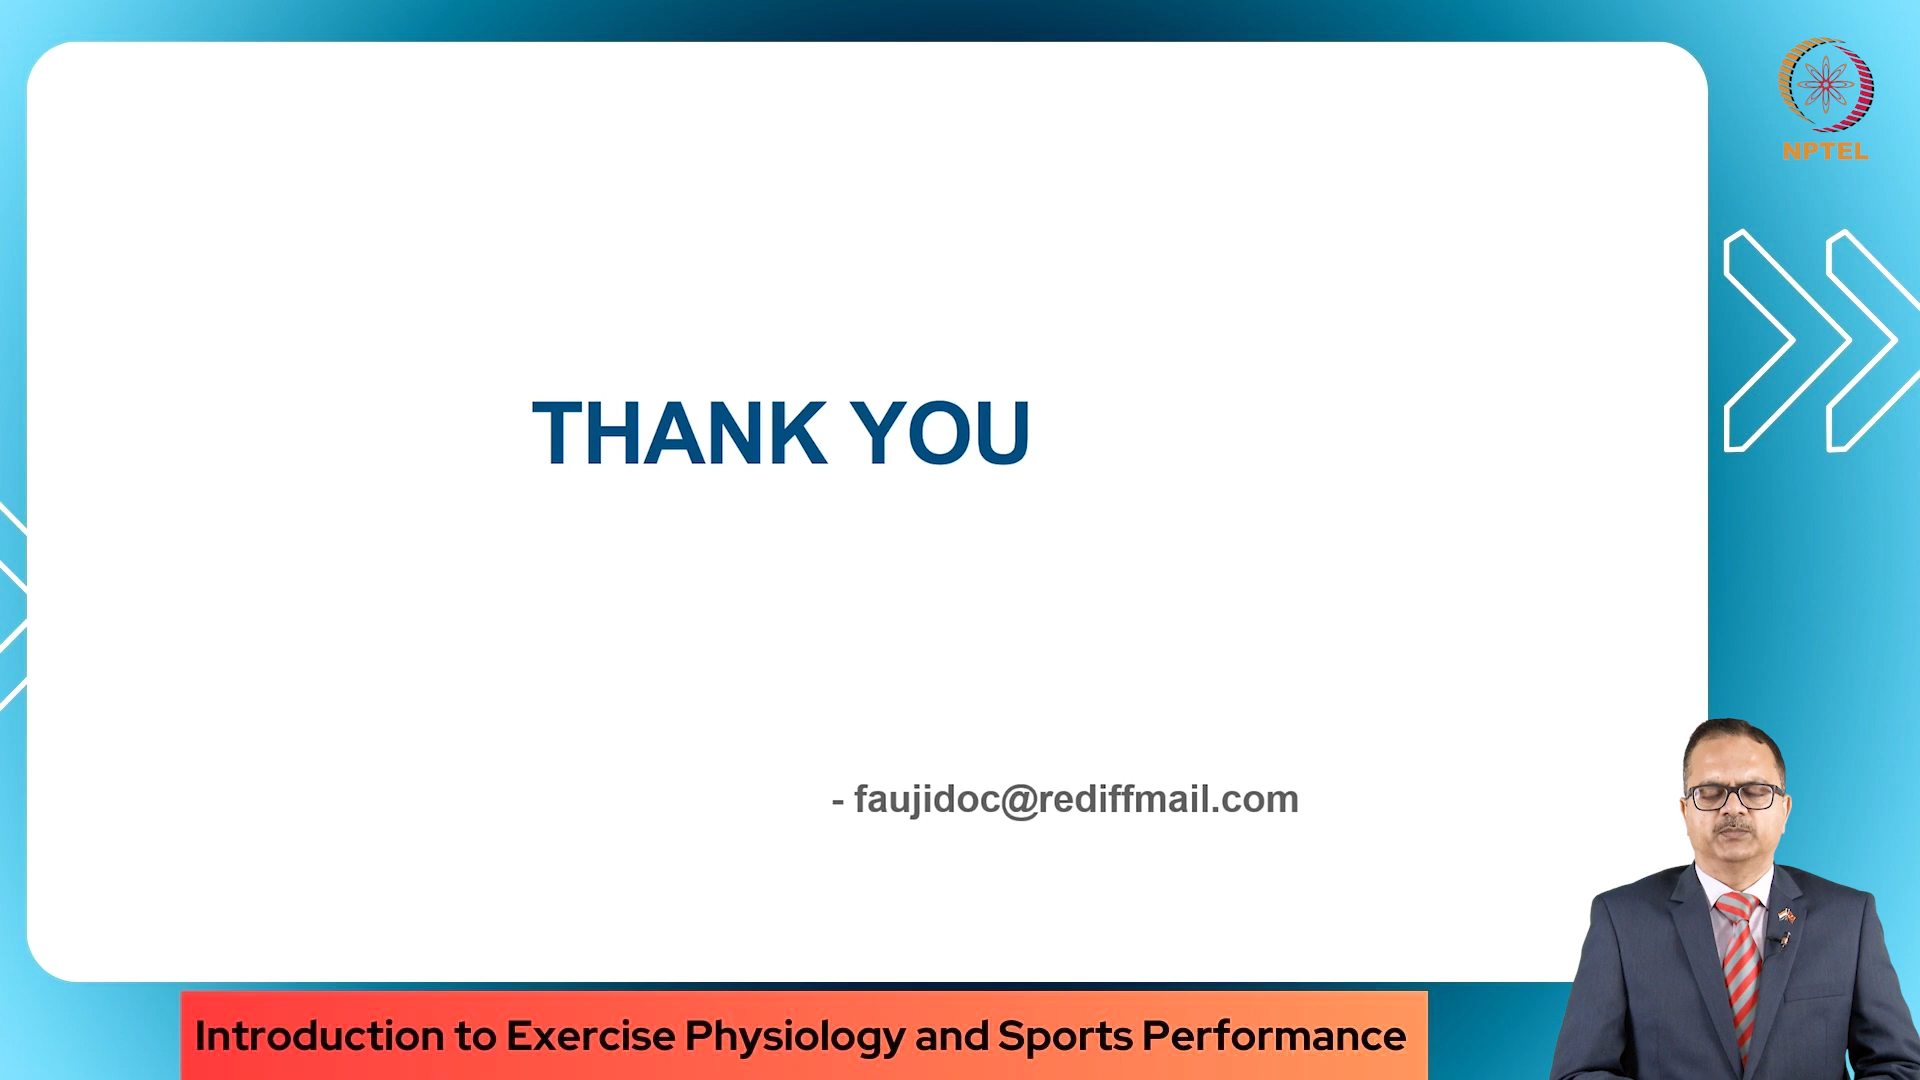 NPTEL
THANK YOU
- faujidoc@rediffmail.com
Introduction to Exercise Physiology and Sports Performance